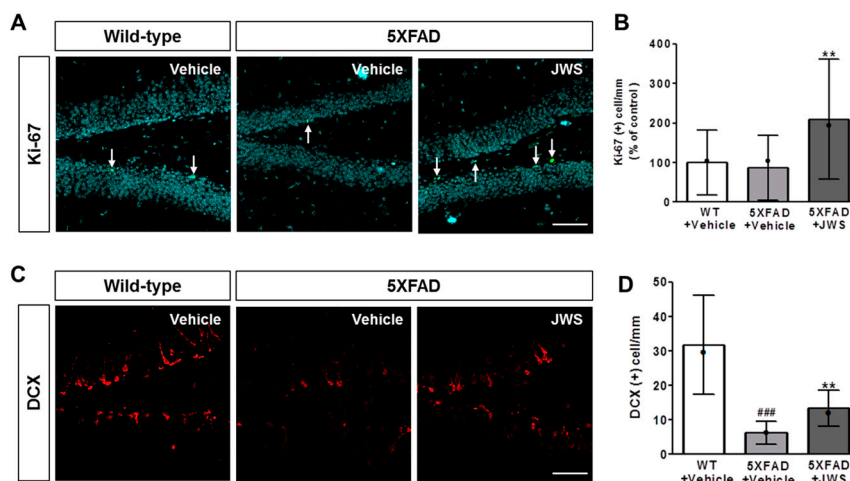 A
Wild-type
5XFAD
Ki-67
Vehicle
Vehicle
JWS
B
Ki-67 (+) cell/mm
(% of control)
400
300
200
100
0
**
WT
+Vehicle
5XFAD
+Vehicle
5XFAD
+JWS
C
Wild-type
5XFAD
DCX
Vehicle
Vehicle
JWS
D
DCX (+) cell/mm
50
40
30
20
10
0
###
**
WT
+Vehicle
5XFAD
+Vehicle
5XFAD
+JWS